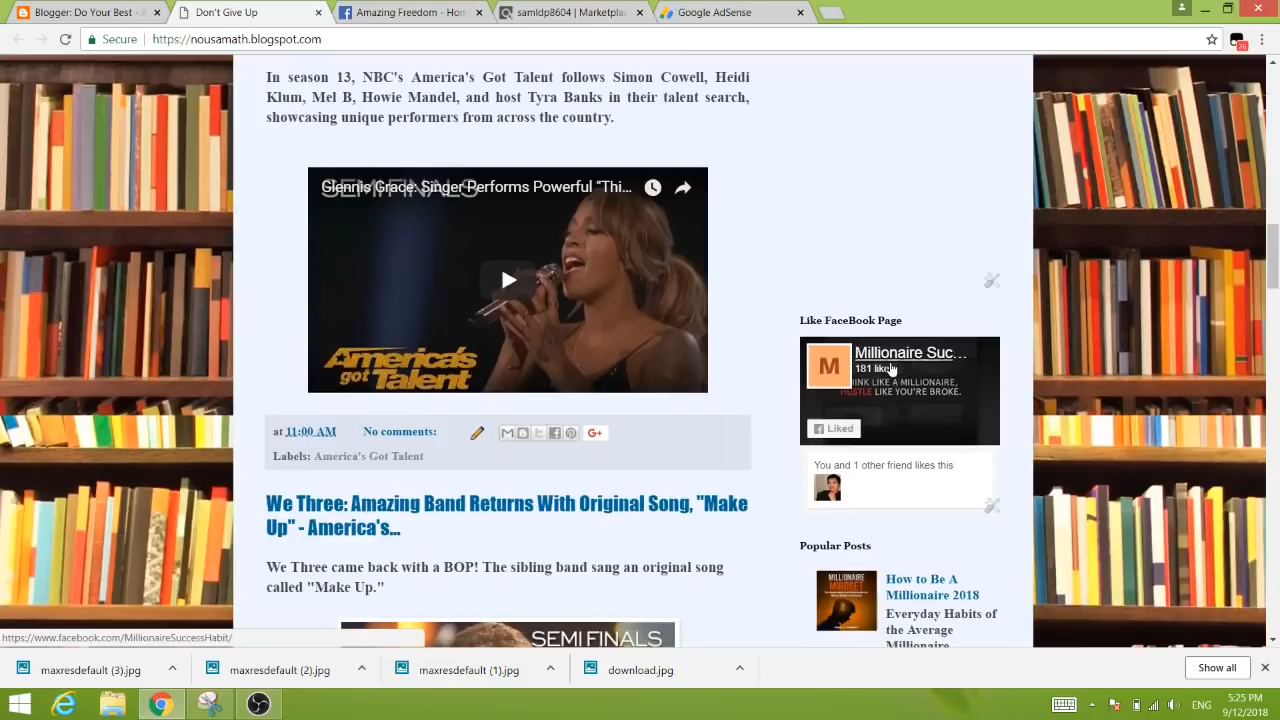 Blogger: Do Your Best - A
Don't Give Up
Amazing Freedom - Hom
samldp8604 | Marketplac
Google AdSense
Secure
https://nousamath.blogspot.com
26
In season 13, NBC's America's Got Talent follows Simon Cowell, Heidi
Klum, Mel B, Howie Mandel, and host Tyra Banks in their talent search,
showcasing unique performers from across the country.
SEMIFINALS
Glennis Grace: Singer Performs Powerful "Thi...
America's
got Talent
at 11:00 AM No comments:
G+
Labels: America's Got Talent
We Three: Amazing Band Returns With Original Song, "Make
Up" - America's...
We Three came back with a BOP! The sibling band sang an original song
called "Make Up."
SEMIFINALS
Like FaceBook Page
M
Millionaire Suc...
181 likes
THINK LIKE A MILLIONAIRE,
HUSTLE LIKE YOU'RE BROKE.
Liked
You and 1 other friend likes this
Popular Posts
MILLIONAIRE
MINDSET
How to Be A
Millionaire 2018
Everyday Habits of
the Average
Millionaire
https://www.facebook.com/MillionaireSuccessHabit/
maxresdefault (3).jpg
maxresdefault (2).jpg
maxresdefault (1).jpg
download.jpg
Show all
ENG
5:25 PM
9/12/2018